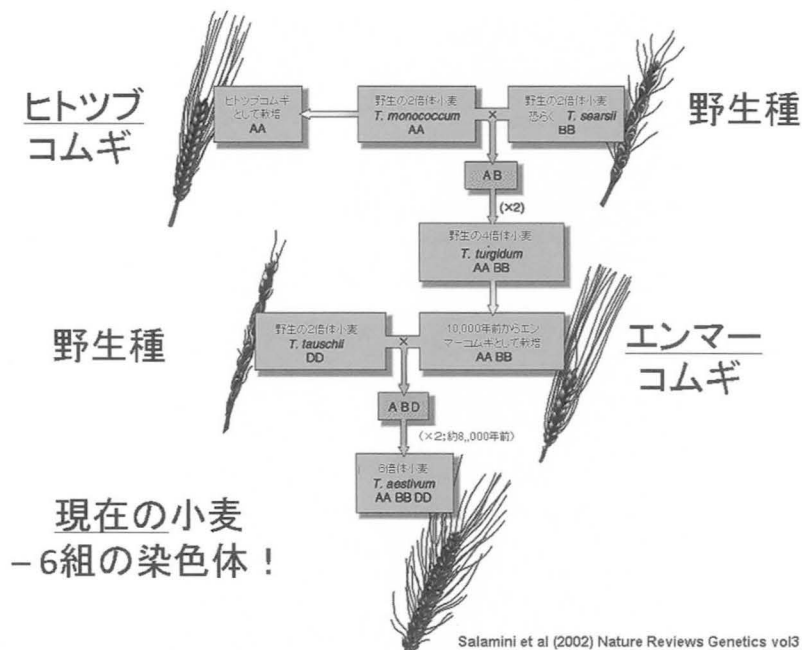 ヒトツブ
コムギ
ヒトツブコムギ
として栽培
AA
野生の2倍体小麦
T. monococcum
AA
×
野生の2倍体小麦
恐らく T. searsii
BB
野生種
AB
(×2)
野生の4倍体小麦
T. turgidum
AA BB
野生種
野生の2倍体小麦
T. tauschii
DD
×
10,000年前からエン
マーコムギとして栽培
AA BB
エンマー
コムギ
ABD
(×2;約8,,000年前)
6倍体小麦
T. aestivum
AA BB DD
現在の小麦
–6組の染色体！
Salamini et al (2002) Nature Reviews Genetics vol3